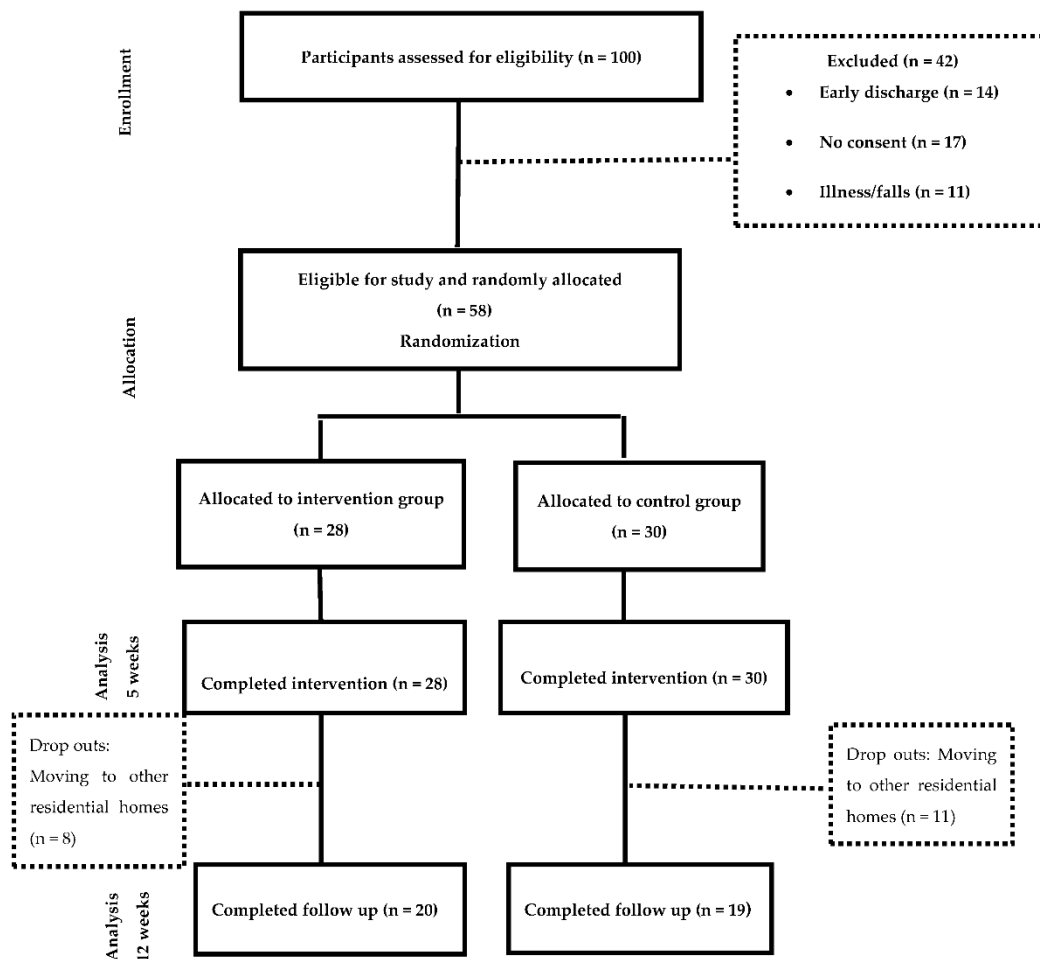 Enrollment
Participants assessed for eligibility (n = 100)
Excluded (n = 42)
• Early discharge (n = 14)
• No consent (n = 17)
• Illness/falls (n = 11)
Allocation
Eligible for study and randomly allocated
(n = 58)
Randomization
Allocated to intervention group
(n = 28)
Allocated to control group
(n = 30)
Analysis
5 weeks
Completed intervention (n = 28)
Completed intervention (n = 30)
Drop outs:
Moving to other
residential homes
(n = 8)
Drop outs: Moving
to other residential
homes (n = 11)
Analysis
12 weeks
Completed follow up (n = 20)
Completed follow up (n = 19)